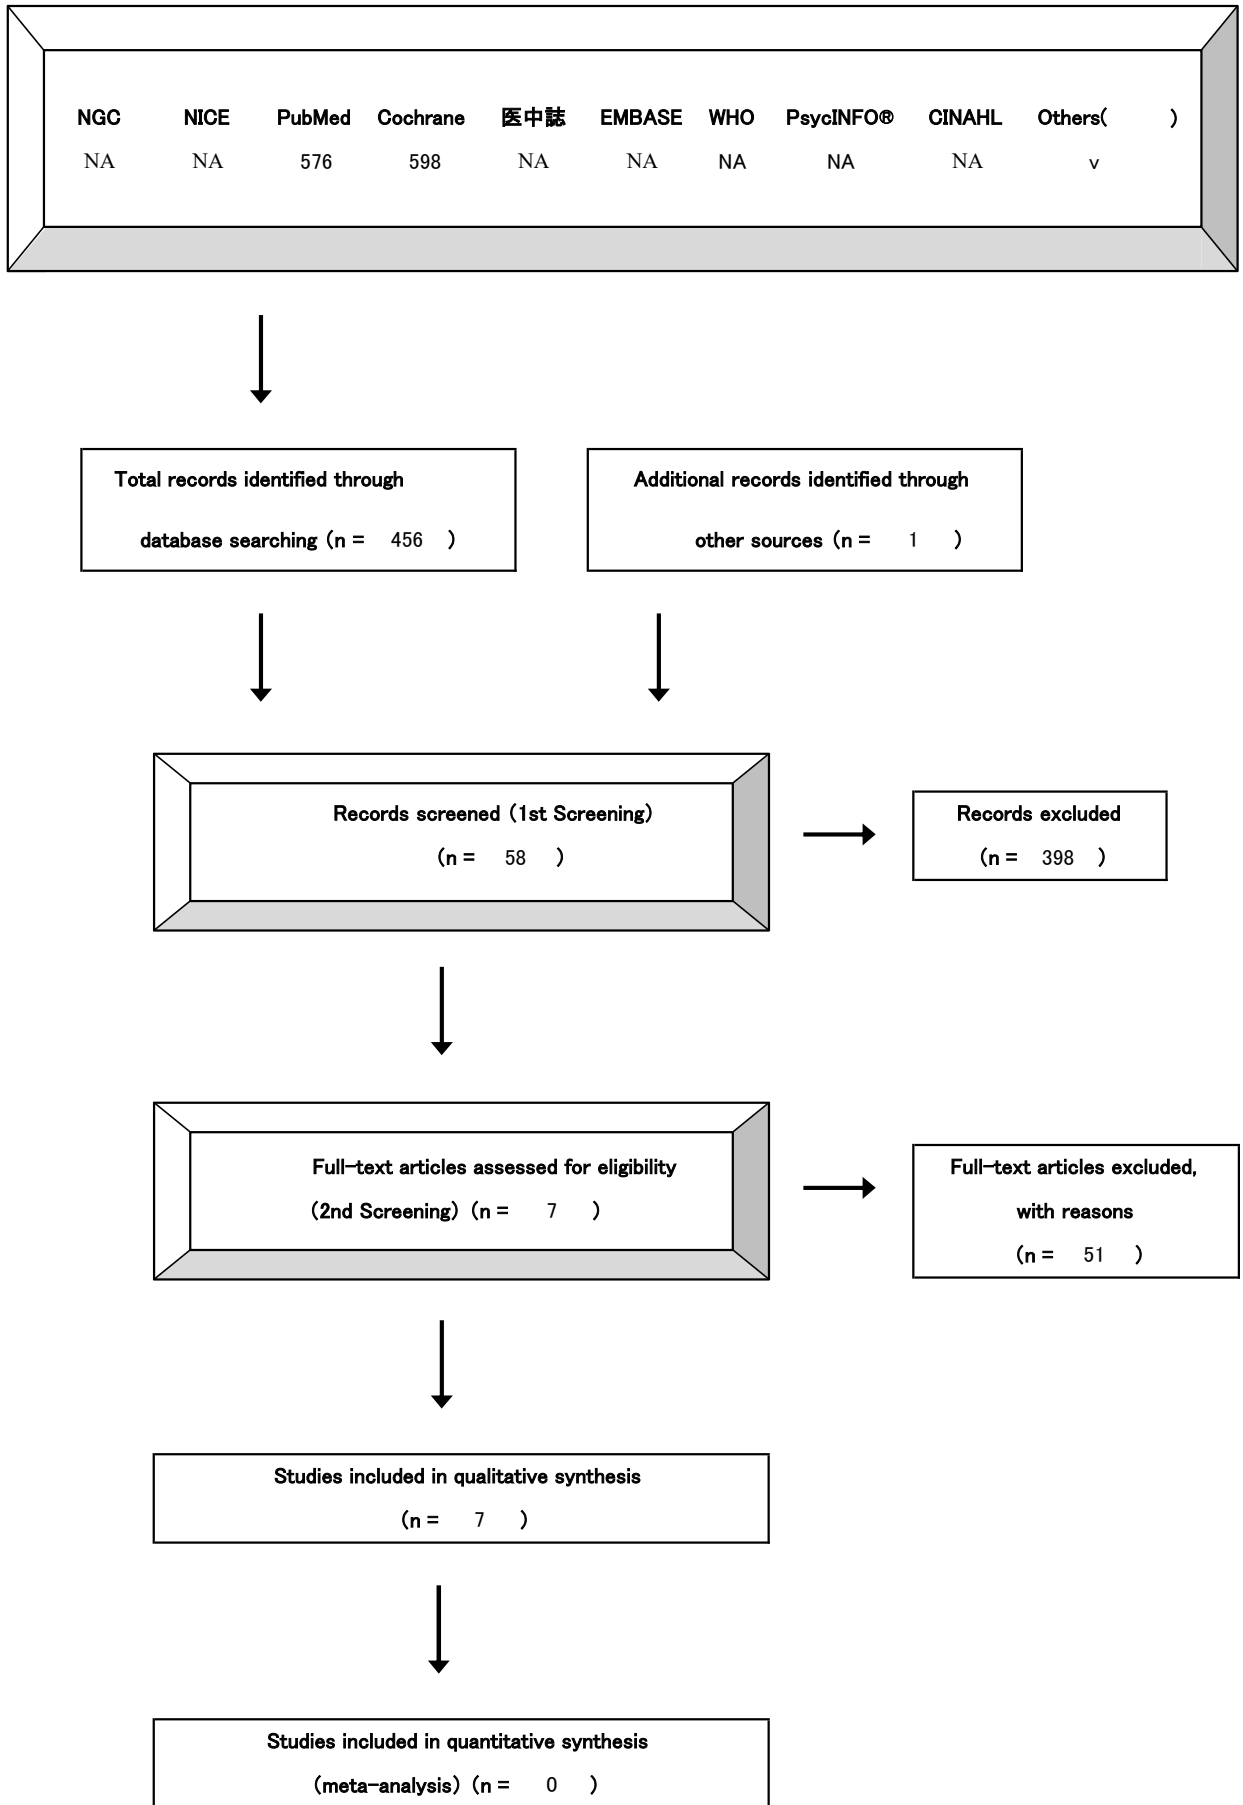 NGC NICE PubMed Cochrane 医中誌 EMBASE WHO PsycINFO® CINAHL Others( )
NA NA 576 598 NA NA NA NA NA v
Total records identified through
database searching (n = 456 )
Additional records identified through
other sources (n = 1 )
Records screened (1st Screening)
(n = 58 )
Records excluded
(n = 398 )
Full-text articles assessed for eligibility
(2nd Screening) (n = 7 )
Full-text articles excluded,
with reasons
(n = 51 )
Studies included in qualitative synthesis
(n = 7 )
Studies included in quantitative synthesis
(meta-analysis) (n = 0 )